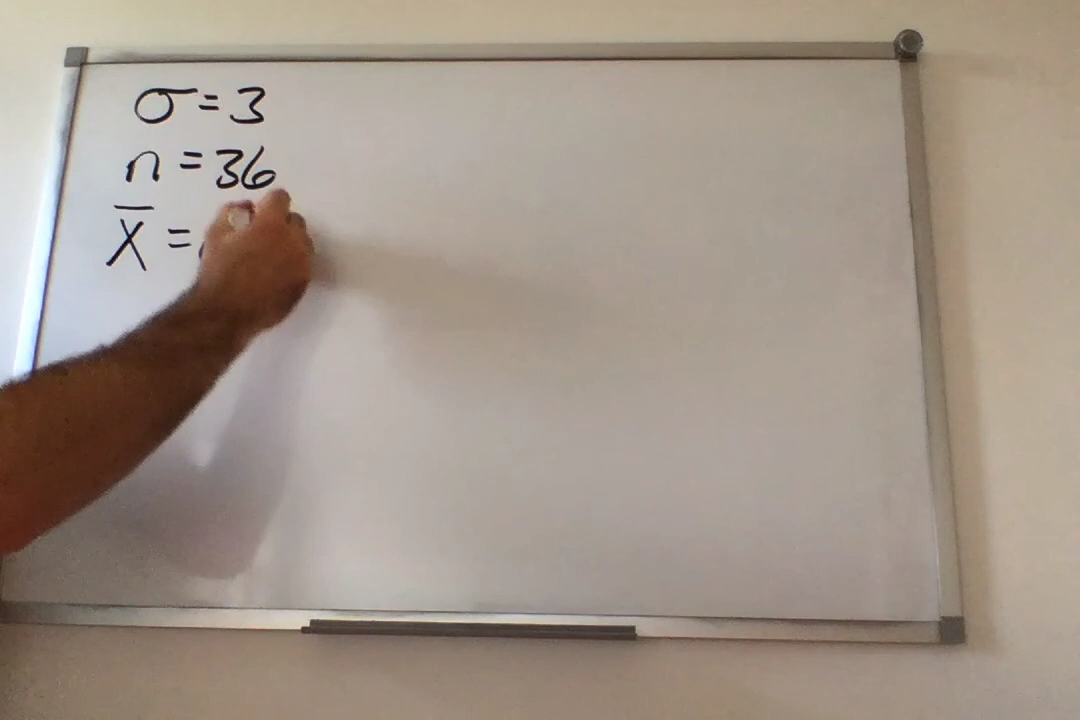 σ = 3
n = 36
X̅ =